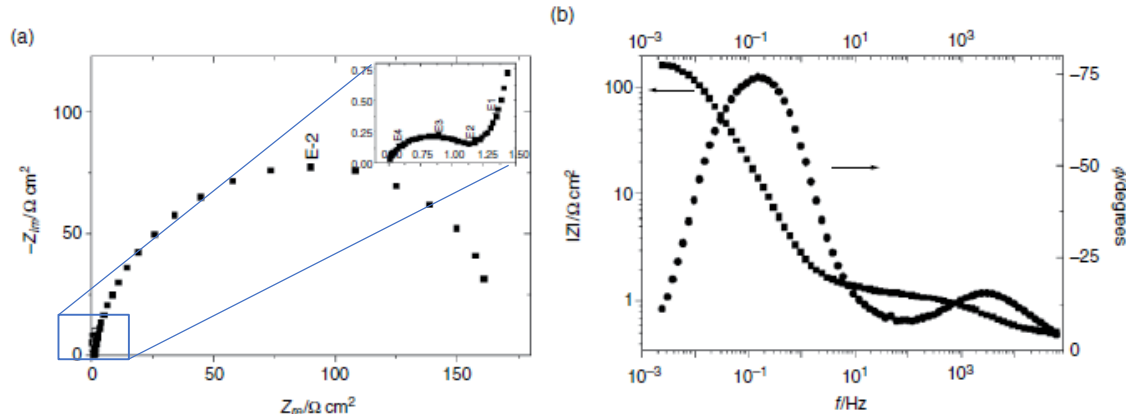 (a)
100
50
0
−Z_Im/Ω cm²
0 50 100 150
Z_Re/Ω cm²
E-2
0.75
0.50
0.25
0.00
0.50 0.75 1.00 1.25 1.50
E4
E3
E2
E1
(b)
10⁻³ 10⁻¹ 10¹ 10³
100
10
1
|Z|/Ω cm²
−75
−50
−25
0
ϕ/degrees
10⁻³ 10⁻¹ 10¹ 10³
f/Hz